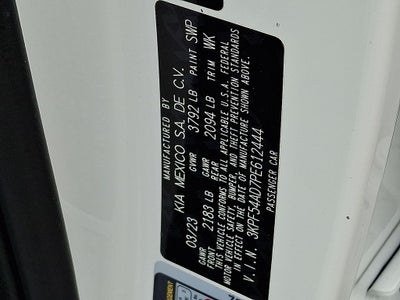 MANUFACTURED BY
KIA MEXICO S.A. DE C.V.
03/23 GVWR 3792 LB PAINT SWP
GAWR FRONT 2183 LB GAWR REAR 2094 LB TRIM WK
THIS VEHICLE CONFORMS TO ALL APPLICABLE U.S.A. FEDERAL
MOTOR VEHICLE SAFETY, BUMPER, AND THEFT PREVENTION STANDARDS
IN EFFECT ON THE DATE OF MANUFACTURE SHOWN ABOVE.
V.I.N. 3KPF54AD7PE612444
PASSENGER CAR